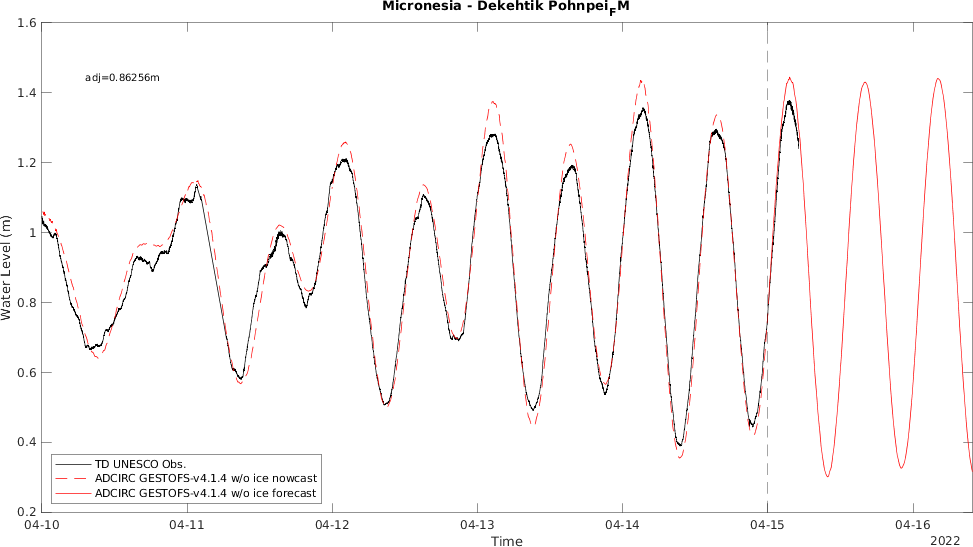 Micronesia - Dekehtik Pohnpei_FM
1.6
adj=0.86256m
1.4
1.2
1
0.8
0.6
0.4
0.2
Water Level (m)
TD UNESCO Obs.
ADCIRC GESTOFS-v4.1.4 w/o ice nowcast
ADCIRC GESTOFS-v4.1.4 w/o ice forecast
04-10 04-11 04-12 04-13 04-14 04-15 04-16
Time
2022